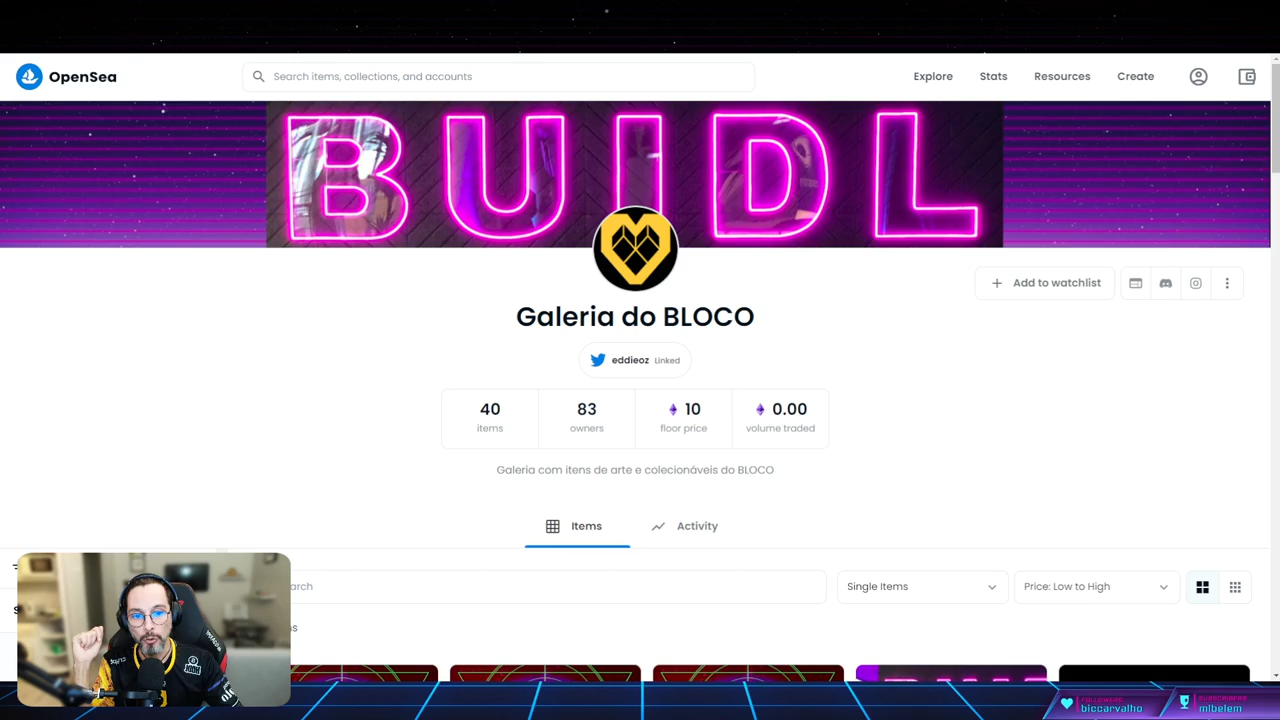 OpenSea
Search items, collections, and accounts
Explore
Stats
Resources
Create
BUIDL
Add to watchlist
Galeria do BLOCO
eddieoz Linked
40
items
83
owners
10
floor price
0.00
volume traded
Galeria com itens de arte e colecionáveis do BLOCO
Items
Activity
Single Items
Price: Low to High
biccarvalho
mlbelem